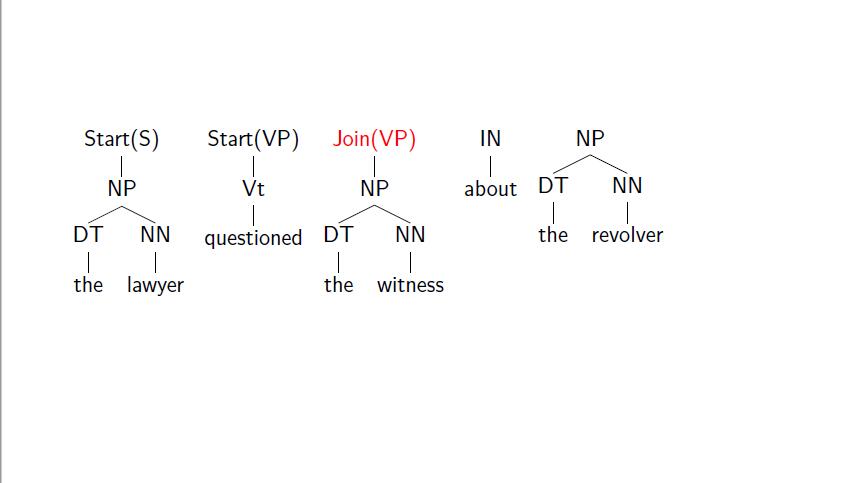 Start(S) Start(VP) Join(VP) IN NP
NP Vt NP about DT NN
DT NN questioned DT NN the revolver
the lawyer the witness